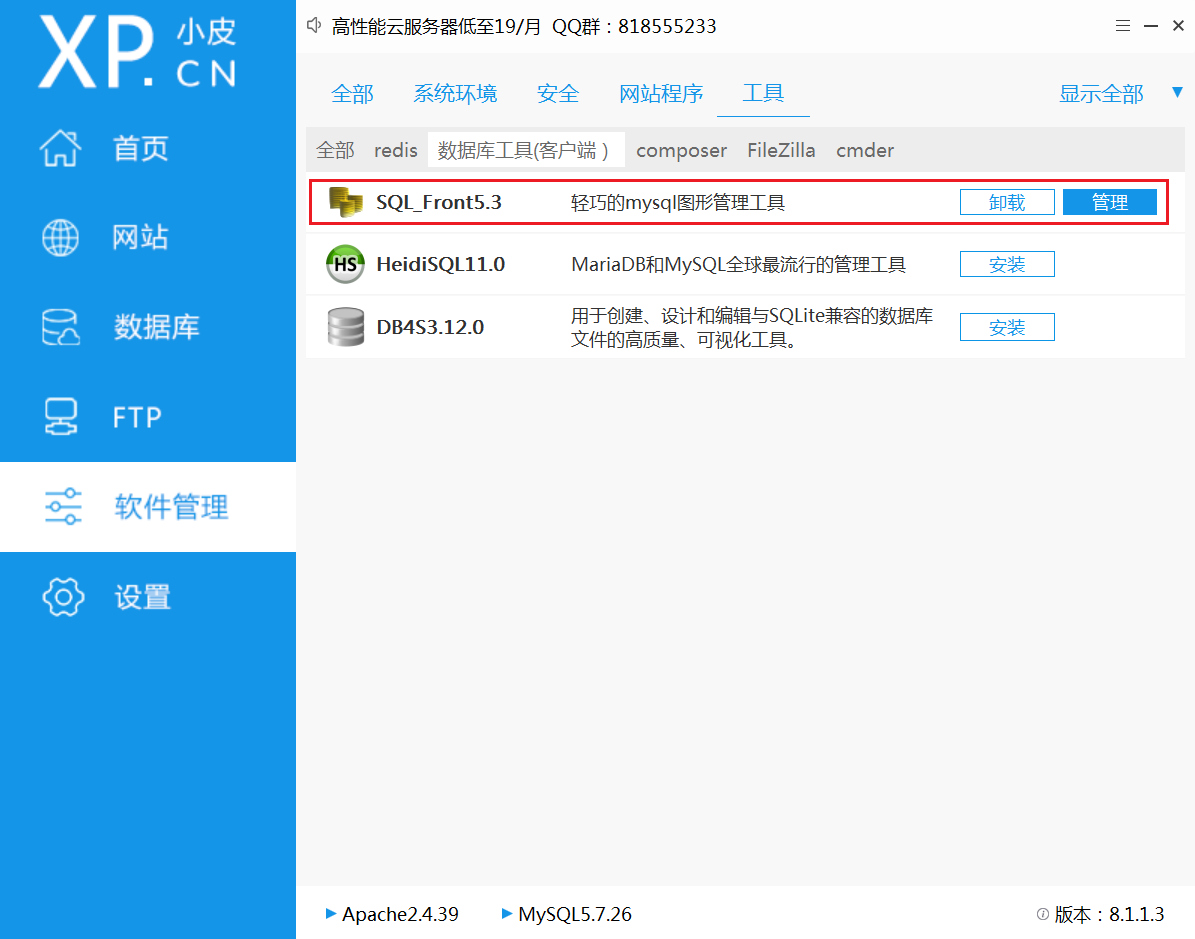 XP.CN 小皮
高性能云服务器低至19/月 QQ群：818555233
首页
网站
数据库
FTP
软件管理
设置
全部 系统环境 安全 网站程序 工具 显示全部
全部 redis 数据库工具(客户端 ) composer FileZilla cmder
SQL_Front5.3 轻巧的mysql图形管理工具 卸载 管理
HS HeidiSQL11.0 MariaDB和MySQL全球最流行的管理工具 安装
DB4S3.12.0 用于创建、设计和编辑与SQLite兼容的数据库
文件的高质量、可视化工具。 安装
Apache2.4.39 MySQL5.7.26 版本：8.1.1.3